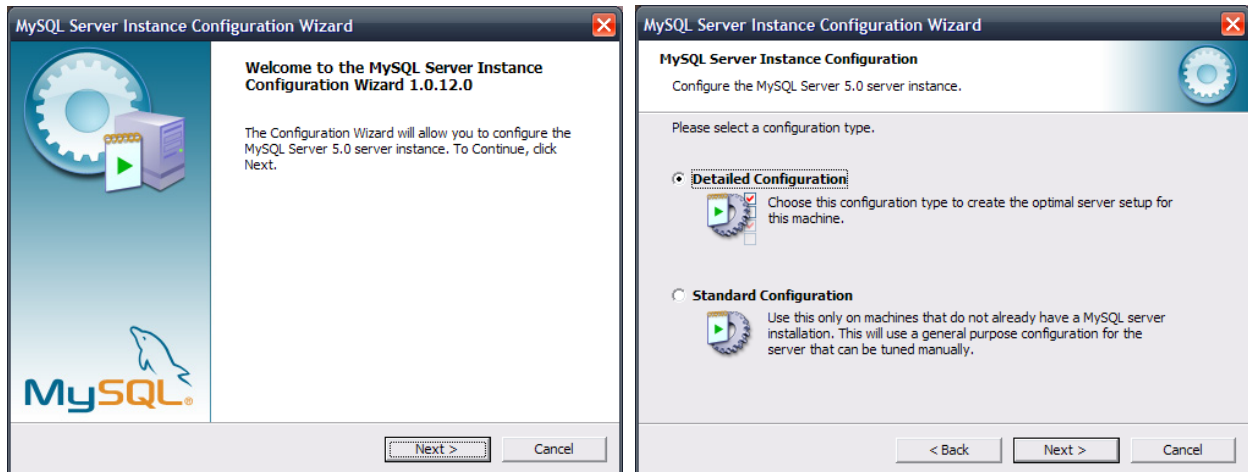 MySQL Server Instance Configuration Wizard
Welcome to the MySQL Server Instance
Configuration Wizard 1.0.12.0
The Configuration Wizard will allow you to configure the
MySQL Server 5.0 server instance. To Continue, click
Next.
MySQL®
Next >
Cancel
MySQL Server Instance Configuration Wizard
MySQL Server Instance Configuration
Configure the MySQL Server 5.0 server instance.
Please select a configuration type.
Detailed Configuration
Choose this configuration type to create the optimal server setup for
this machine.
Standard Configuration
Use this only on machines that do not already have a MySQL server
installation. This will use a general purpose configuration for the
server that can be tuned manually.
< Back
Next >
Cancel